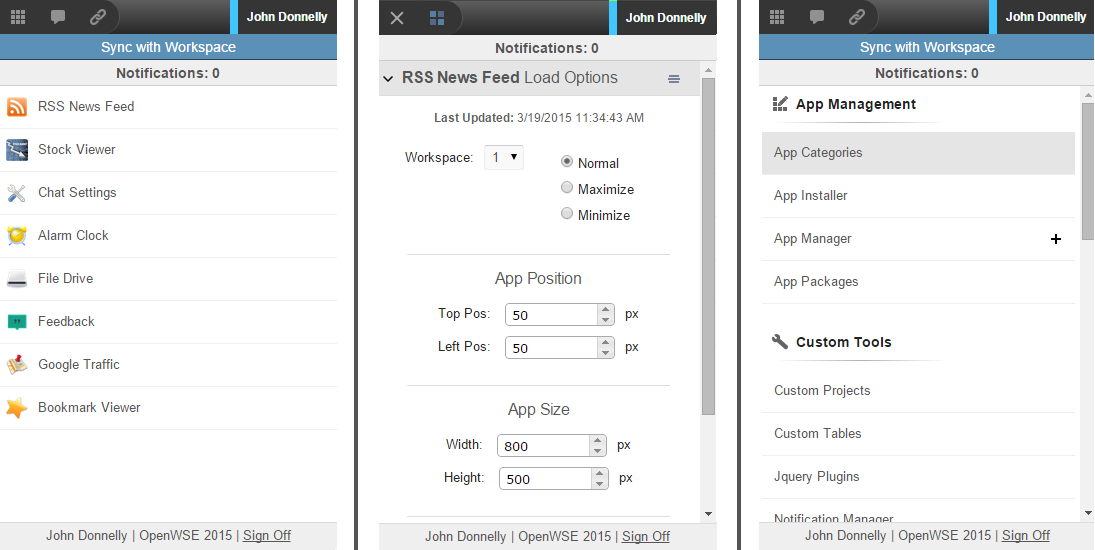 John Donnelly
Sync with Workspace
Notifications: 0
RSS News Feed
Stock Viewer
Chat Settings
Alarm Clock
File Drive
Feedback
Google Traffic
Bookmark Viewer
John Donnelly | OpenWSE 2015 | Sign Off
John Donnelly
Notifications: 0
RSS News Feed Load Options
Last Updated: 3/19/2015 11:34:43 AM
Workspace: 1
Normal
Maximize
Minimize
App Position
Top Pos: 50 px
Left Pos: 50 px
App Size
Width: 800 px
Height: 500 px
John Donnelly | OpenWSE 2015 | Sign Off
John Donnelly
Sync with Workspace
Notifications: 0
App Management
App Categories
App Installer
App Manager
App Packages
Custom Tools
Custom Projects
Custom Tables
Jquery Plugins
Notification Manager
John Donnelly | OpenWSE 2015 | Sign Off